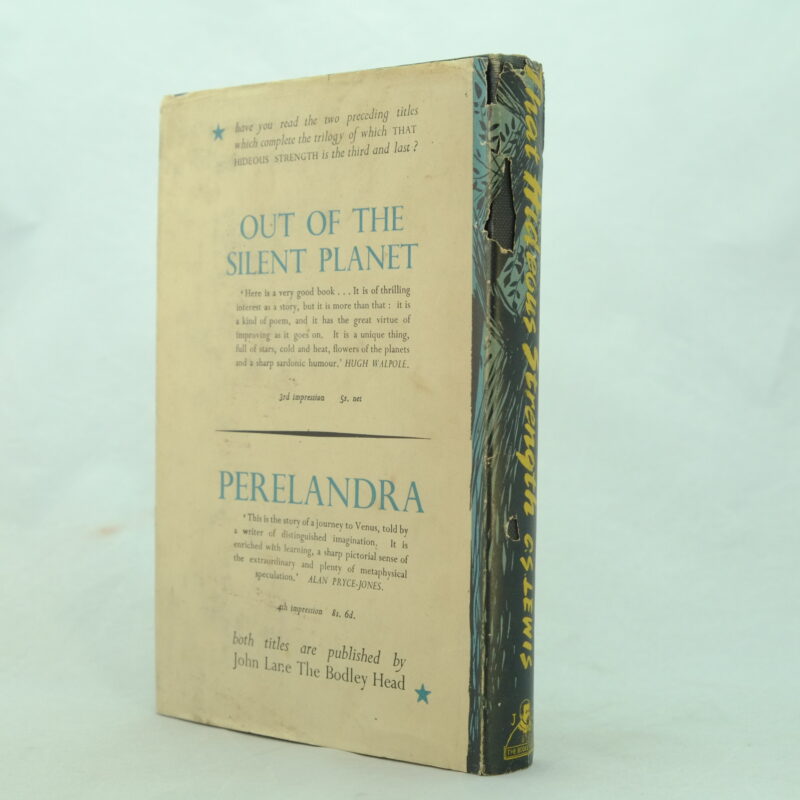 have you read the two preceding titles
which complete the trilogy of which THAT
HIDEOUS STRENGTH is the third and last?
OUT OF THE
SILENT PLANET
'Here is a very good book . . . It is of thrilling
interest as a story, but it is more than that : it is
a kind of poem, and it has the great virtue of
improving as it goes on. It is a unique thing,
full of stars, cold and heat, flowers of the planets
and a sharp sardonic humour.' HUGH WALPOLE.
3rd impression 5s. net
PERELANDRA
'This is the story of a journey to Venus, told by
a writer of distinguished imagination. It is
enriched with learning, a sharp pictorial sense of
the extraordinary and plenty of metaphysical
speculation.' ALAN PRYCE-JONES.
4th impression 8s. 6d.
both titles are published by
John Lane The Bodley Head
That Hideous Strength C·S·LEWIS
J
THE BODLEY